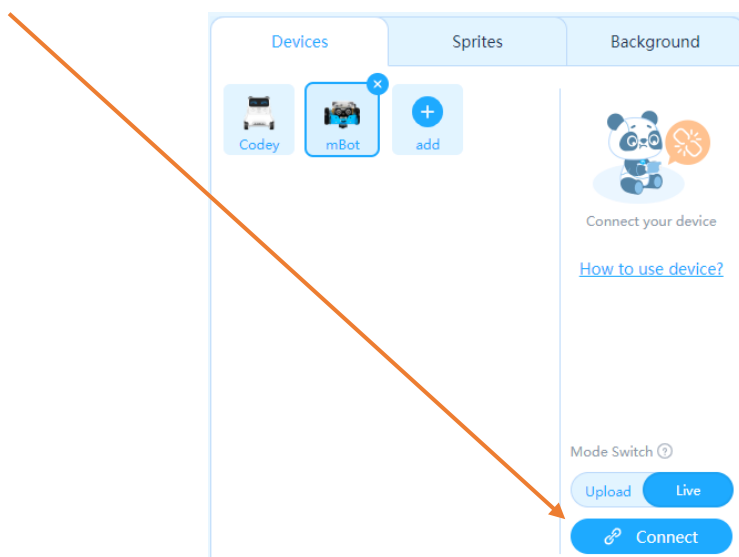 Devices
Sprites
Background
Codey
mBot
add
Connect your device
How to use device?
Mode Switch
Upload
Live
Connect